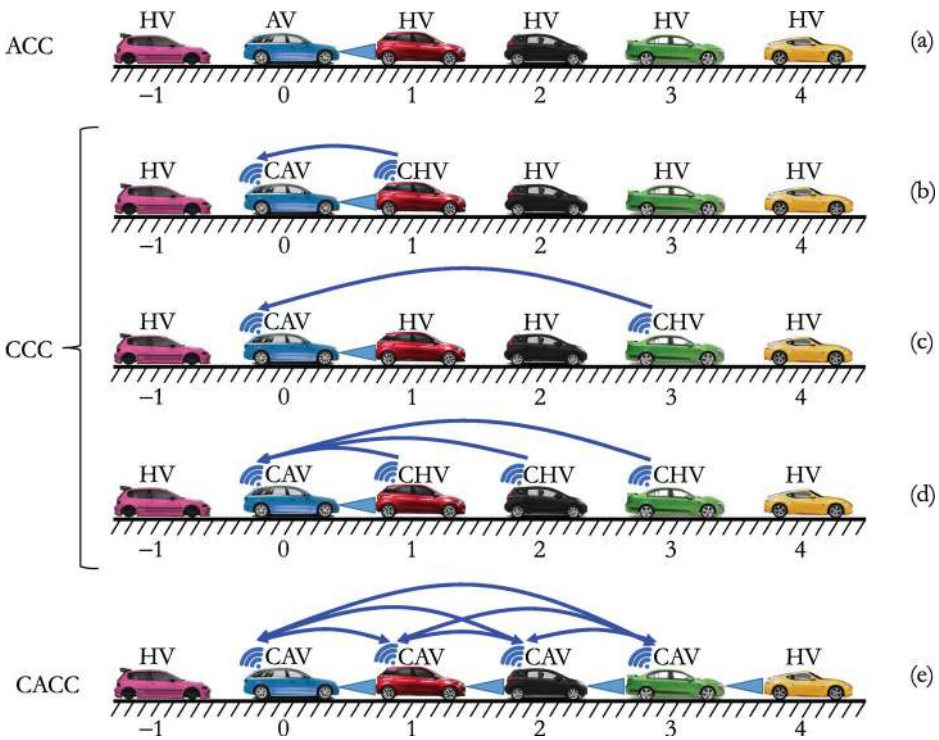 HV AV HV HV HV HV
ACC (a)
−1 0 1 2 3 4
HV CAV CHV HV HV HV
(b)
−1 0 1 2 3 4
HV CAV HV HV CHV HV
CCC (c)
−1 0 1 2 3 4
HV CAV CHV CHV CHV HV
(d)
−1 0 1 2 3 4
HV CAV CAV CAV CAV HV
CACC (e)
−1 0 1 2 3 4